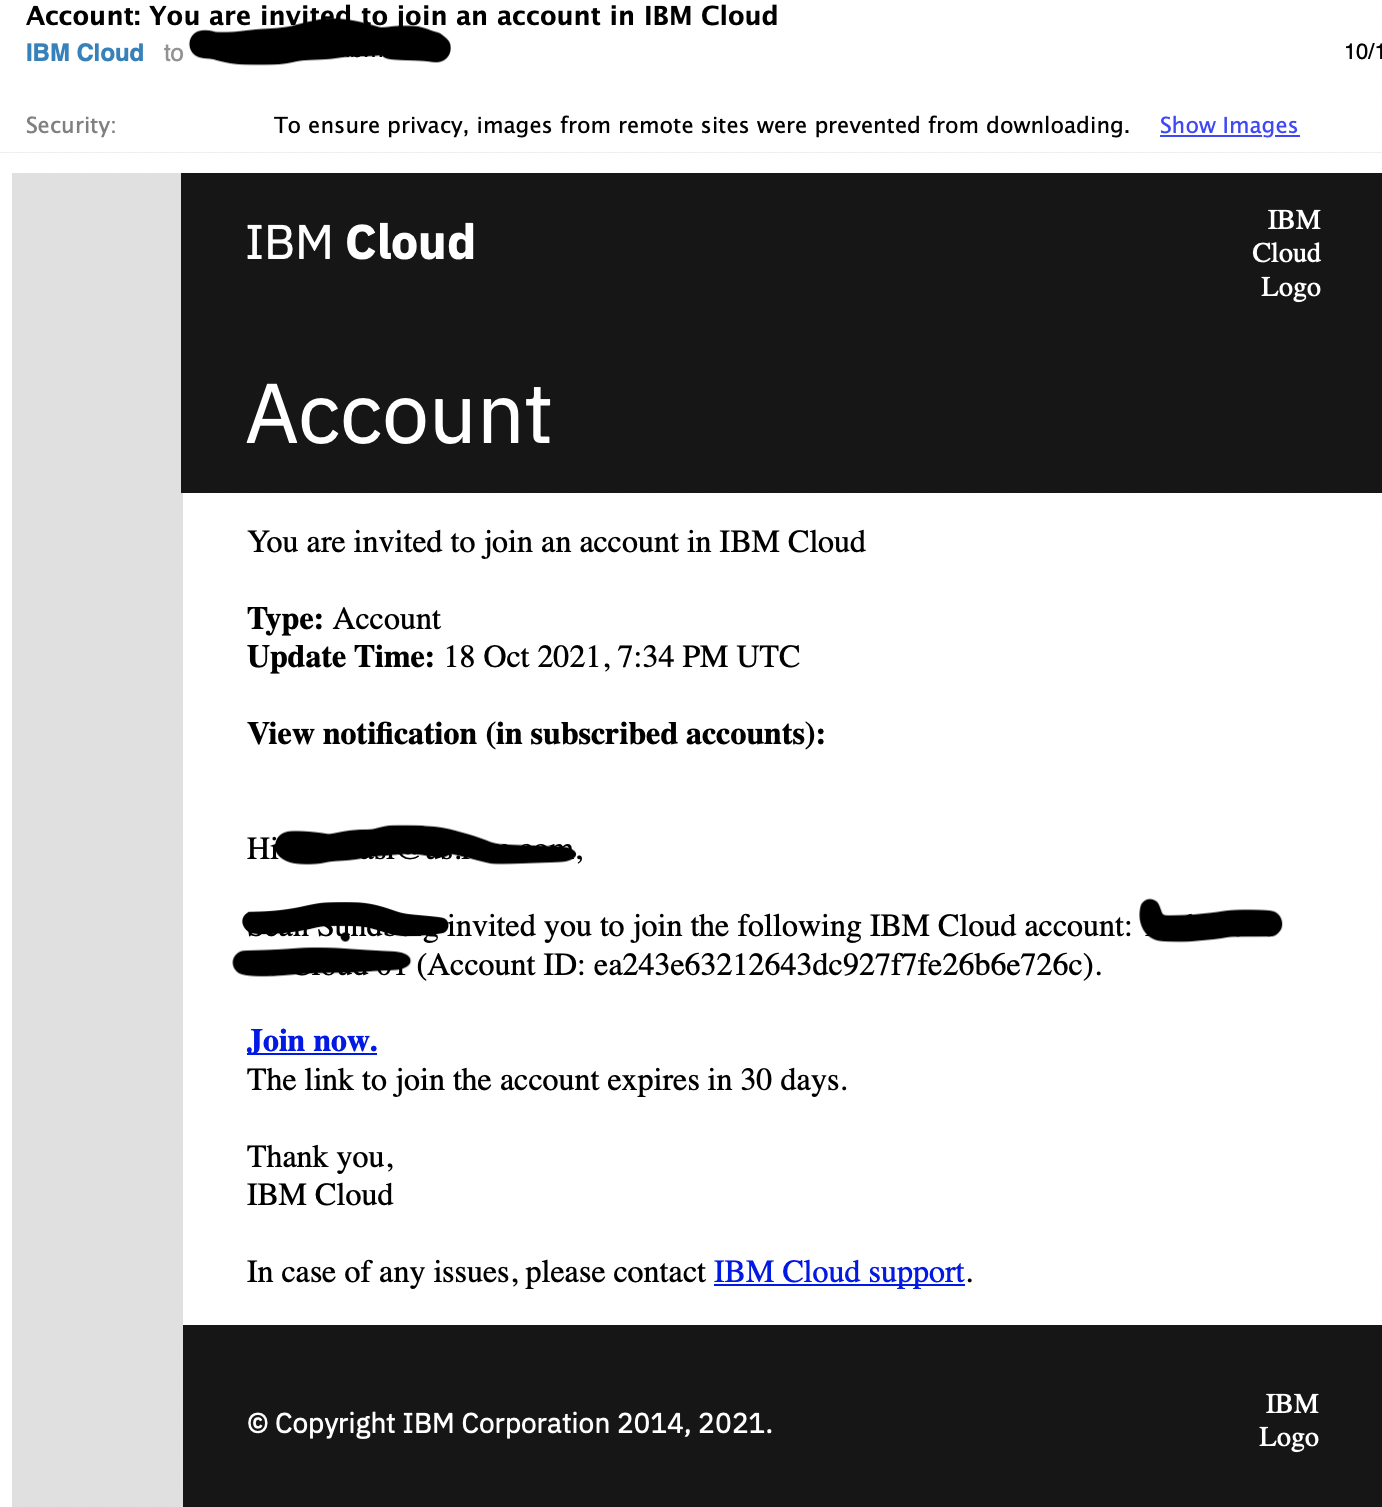 Account: You are invited to join an account in IBM Cloud
IBM Cloud to
10/1
Security: To ensure privacy, images from remote sites were prevented from downloading. Show Images
IBM Cloud
IBM
Cloud
Logo
Account
You are invited to join an account in IBM Cloud
Type: Account
Update Time: 18 Oct 2021, 7:34 PM UTC
View notification (in subscribed accounts):
Hi ,
invited you to join the following IBM Cloud account:
(Account ID: ea243e63212643dc927f7fe26b6e726c).
Join now.
The link to join the account expires in 30 days.
Thank you,
IBM Cloud
In case of any issues, please contact IBM Cloud support.
© Copyright IBM Corporation 2014, 2021.
IBM
Logo